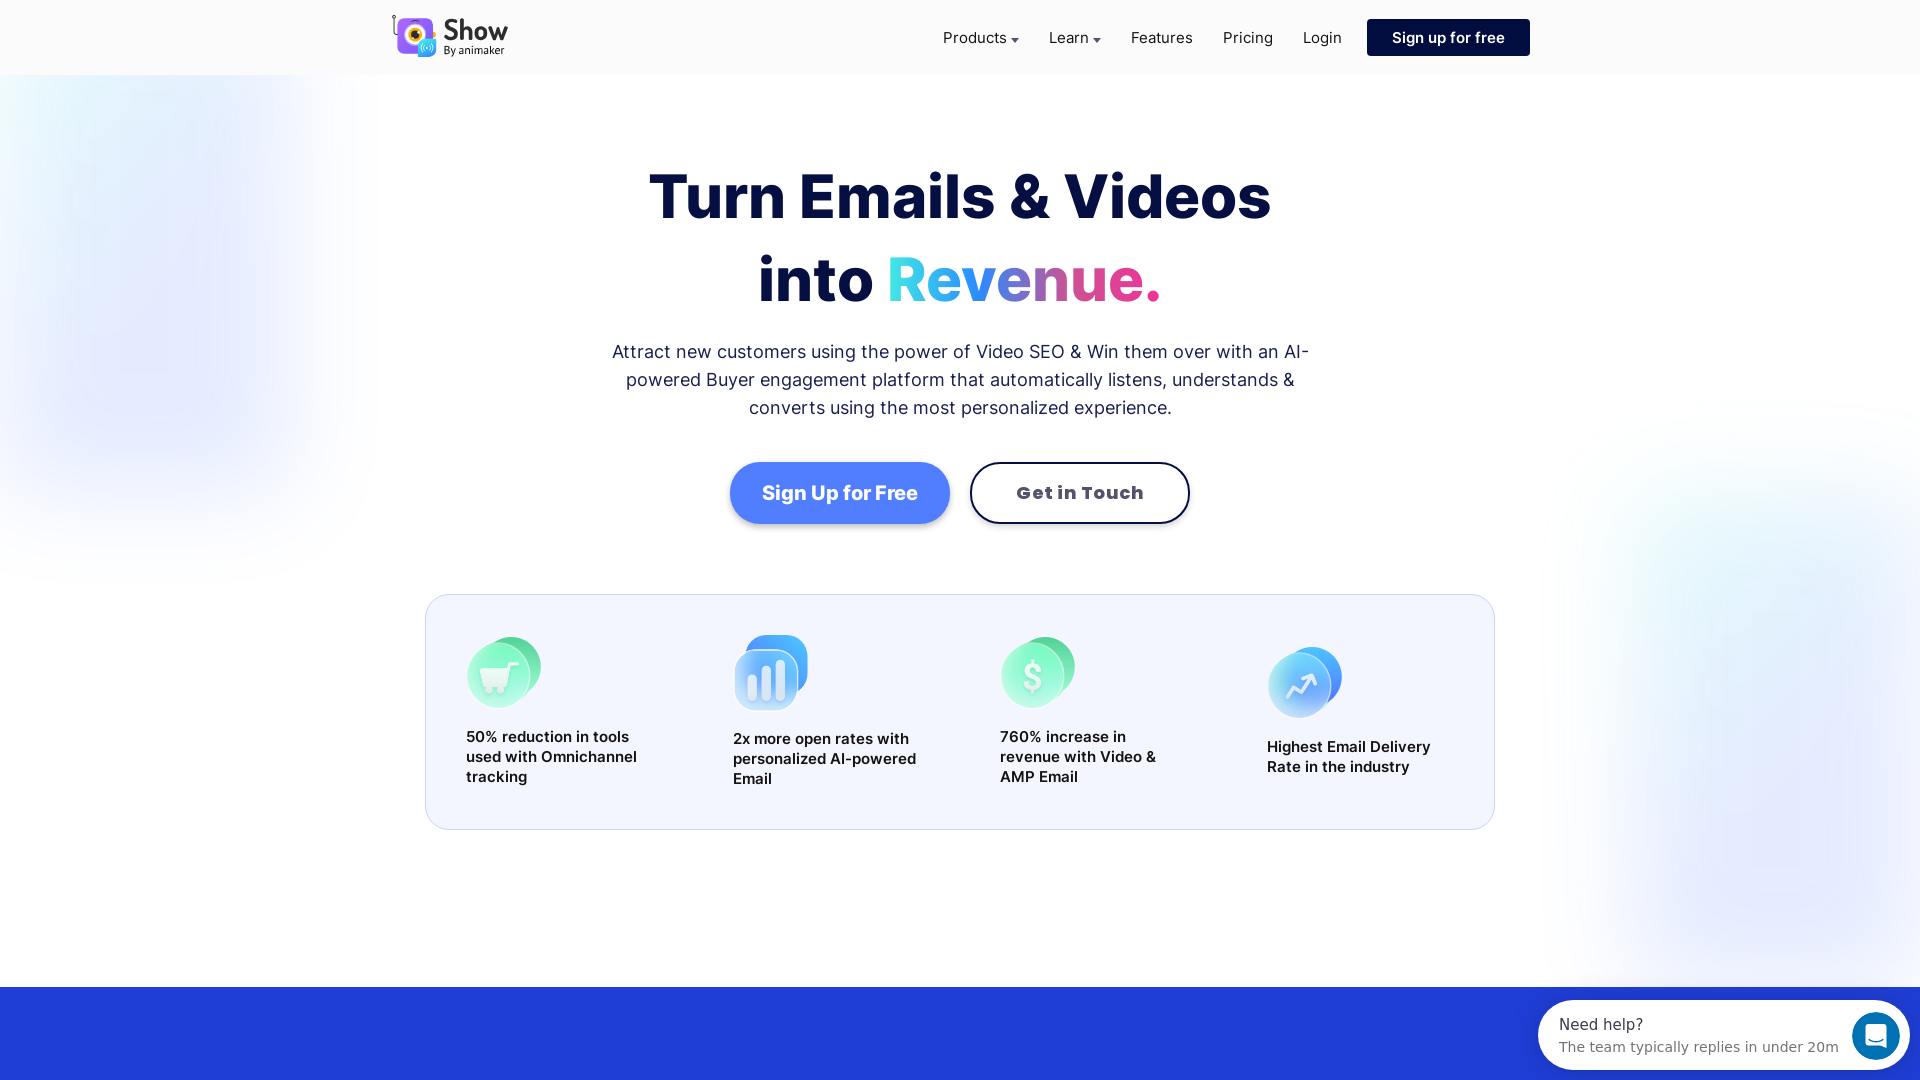 Show
By animaker
Products
Learn
Features
Pricing
Login
Sign up for free
Turn Emails & Videos
into Revenue.
Attract new customers using the power of Video SEO & Win them over with an AI-
powered Buyer engagement platform that automatically listens, understands &
converts using the most personalized experience.
Sign Up for Free
Get in Touch
50% reduction in tools
used with Omnichannel
tracking
2x more open rates with
personalized AI-powered
Email
760% increase in
revenue with Video &
AMP Email
Highest Email Delivery
Rate in the industry
Need help?
The team typically replies in under 20m